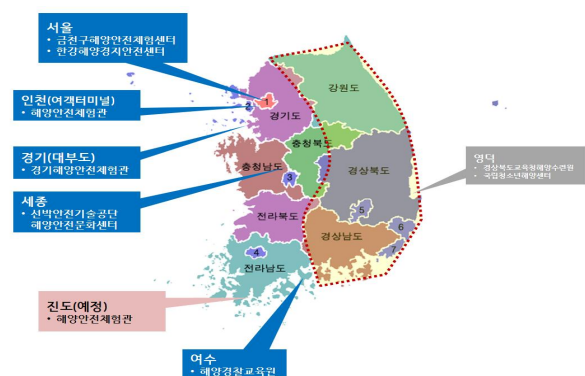 서울
• 금천구해양안전체험센터
• 한강해양경치안전센터
인천(여객터미널)
• 해양안전체험관
경기(대부도)
• 경기해양안전체험관
세종
• 선박안전기술공단
해양안전문화센터
진도(예정)
• 해양안전체험관
여수
• 해양경찰교육원
영덕
• 경상북도교육청해양수련원
• 국립청소년해양센터
강원도
1
2
경기도
충청북도
충청남도
3
경상북도
전라북도
5
6
경상남도
7
4
전라남도